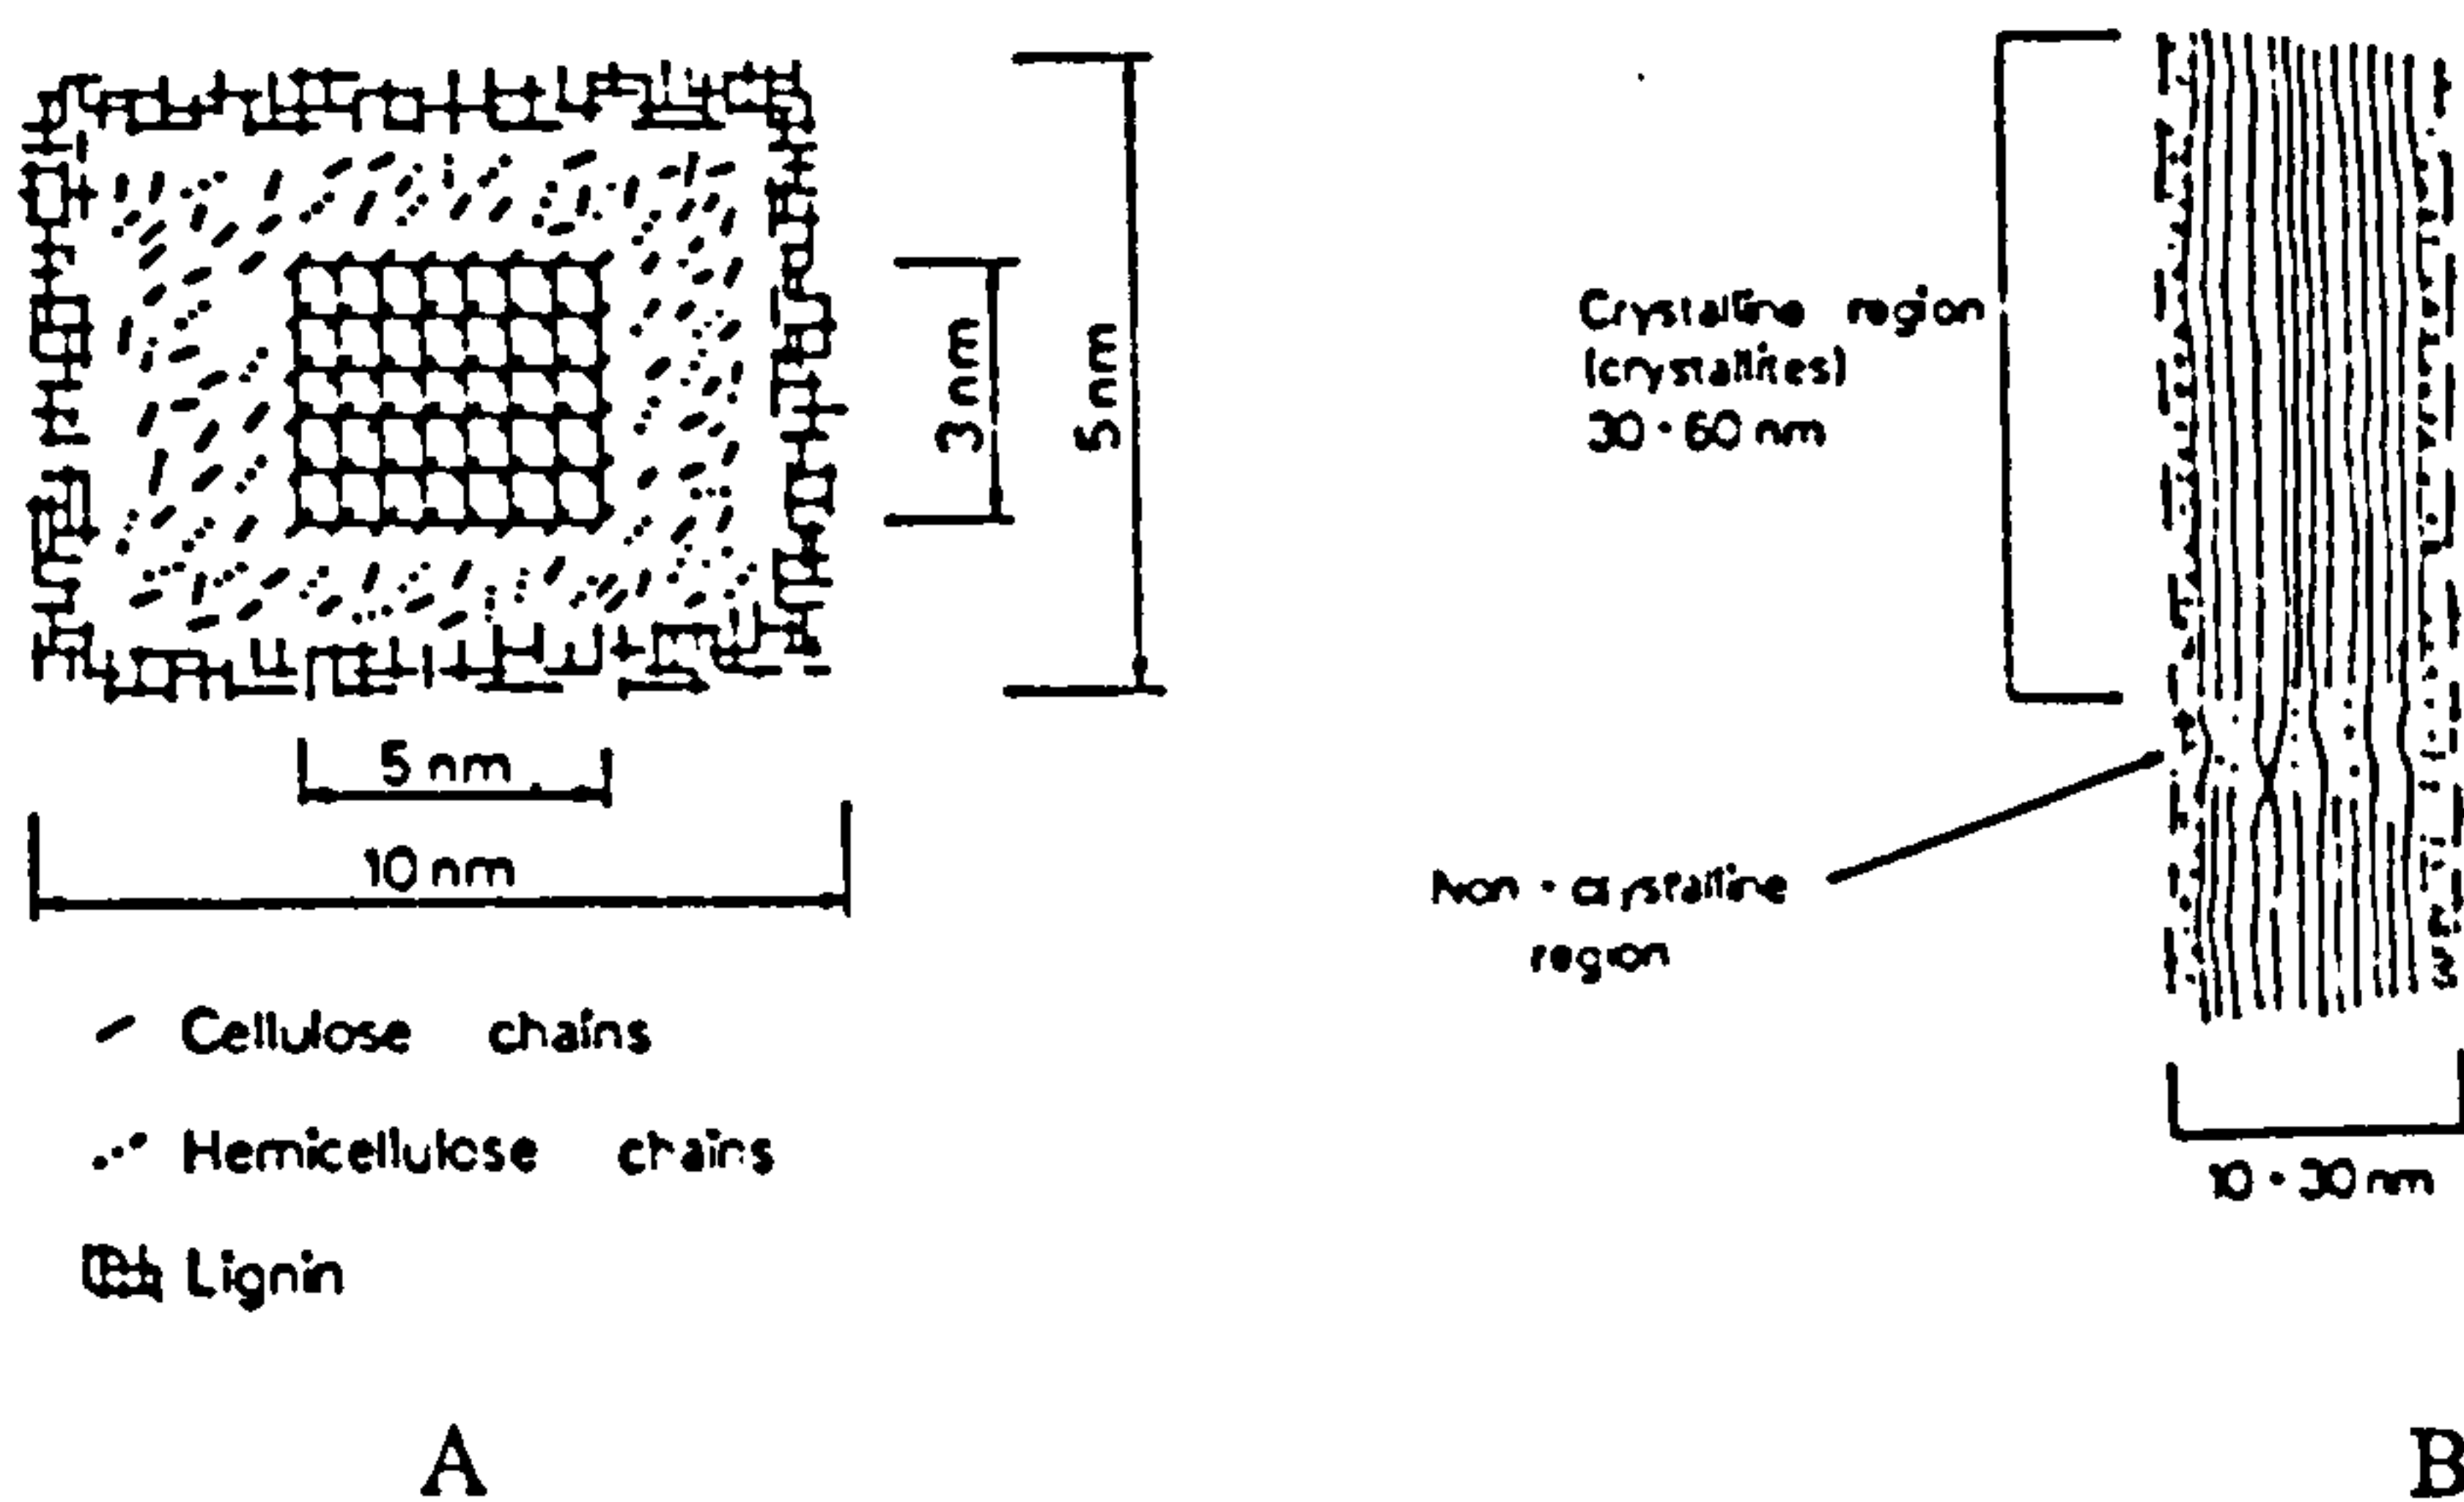 3 nm
5 nm
5 nm
10 nm
Cellulose chains
Hemicellulose chains
Lignin
A
Crystalline region
(crystallites)
30 · 60 nm
Non · crystalline
region
10 · 30 nm
B